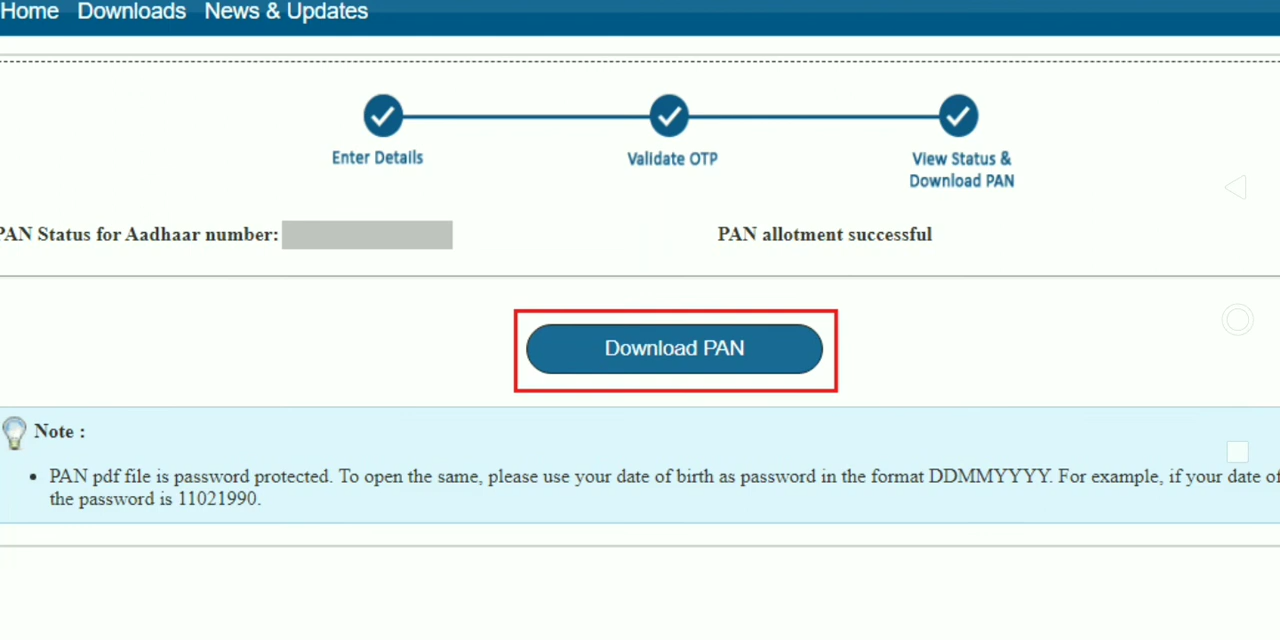 Home Downloads News & Updates
Enter Details
Validate OTP
View Status &
Download PAN
PAN Status for Aadhaar number:
PAN allotment successful
Download PAN
Note :
• PAN pdf file is password protected. To open the same, please use your date of birth as password in the format DDMMYYYY. For example, if your date of
the password is 11021990.